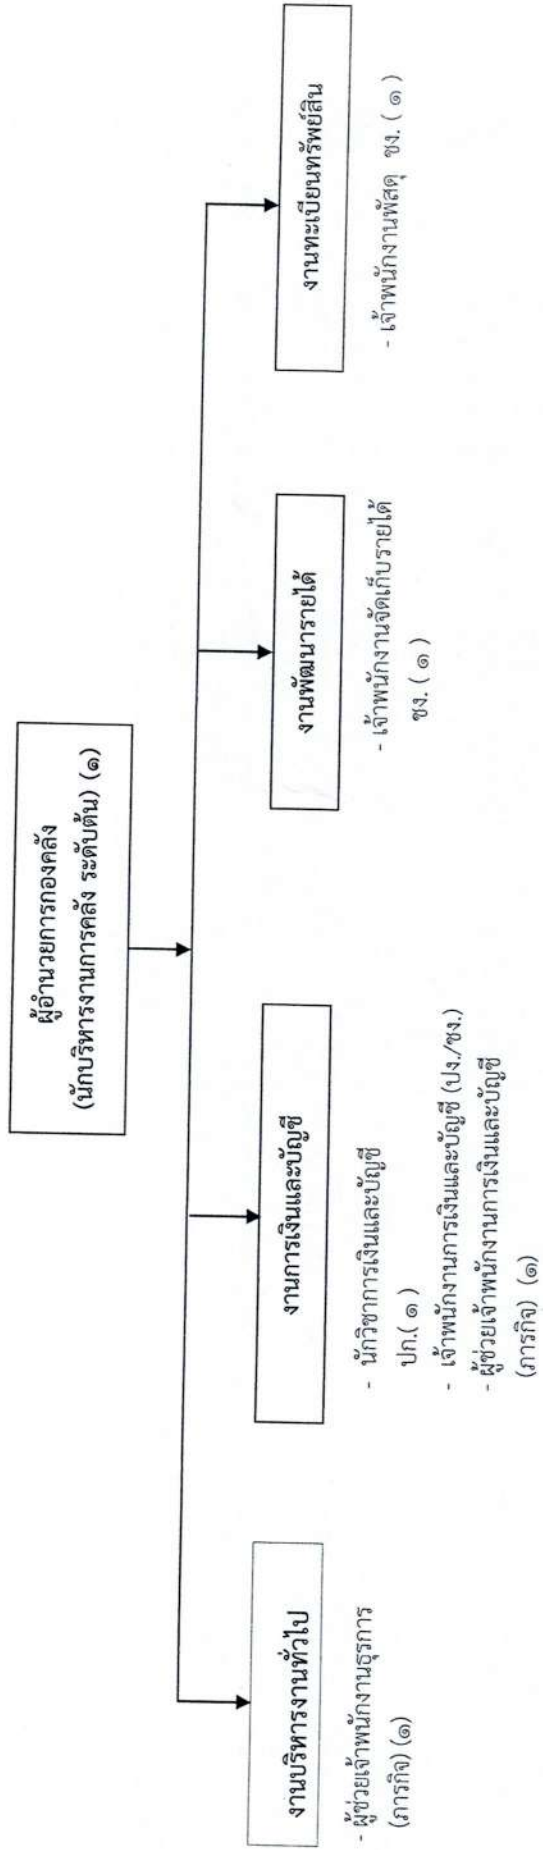 ผู้อำนวยการกองคลัง
(นักบริหารงานการคลัง ระดับต้น) (๑)
งานบริหารงานทั่วไป
- ผู้ช่วยเจ้าพนักงานธุรการ
(ภารกิจ) (๑)
งานการเงินและบัญชี
- นักวิชาการเงินและบัญชี
ปก.( ๑ )
- เจ้าพนักงานการเงินและบัญชี (ปง./ชง.)
- ผู้ช่วยเจ้าพนักงานการเงินและบัญชี
(ภารกิจ) (๑)
งานพัฒนารายได้
- เจ้าพนักงานจัดเก็บรายได้
ชง. ( ๑ )
งานทะเบียนทรัพย์สิน
- เจ้าพนักงานพัสดุ ชง. ( ๑ )